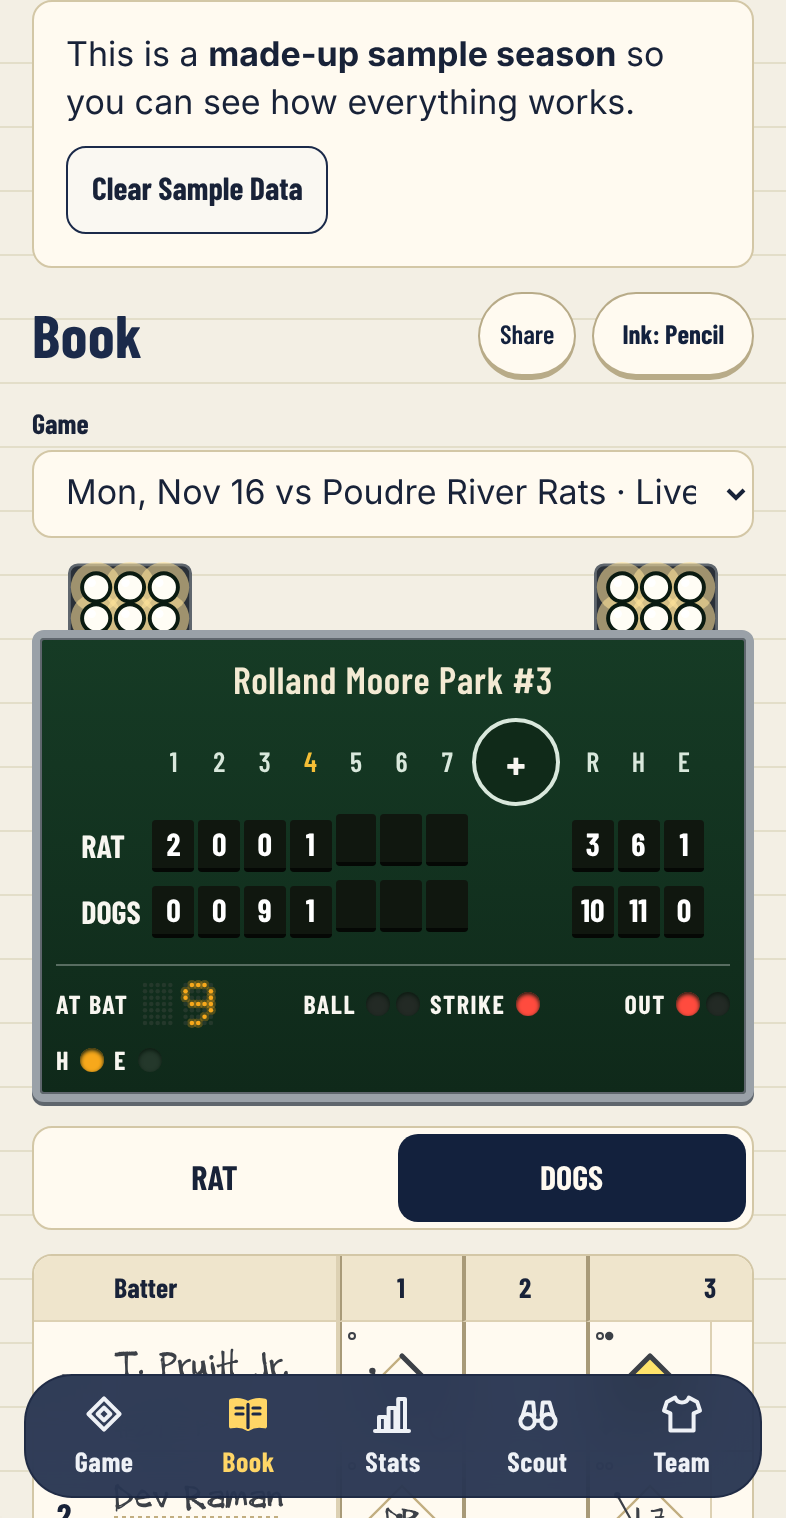 This is a made-up sample season so
you can see how everything works.
Clear Sample Data
Book
Share
Ink: Pencil
Game
Mon, Nov 16 vs Poudre River Rats · Live
Rolland Moore Park #3
1 2 3 4 5 6 7 + R H E
RAT 2 0 0 1 3 6 1
DOGS 0 0 9 1 10 11 0
AT BAT 9 BALL STRIKE OUT
H E
RAT DOGS
Batter 1 2 3
T. Pruitt Jr.
Game Book Stats Scout Team
2 Dev Raman